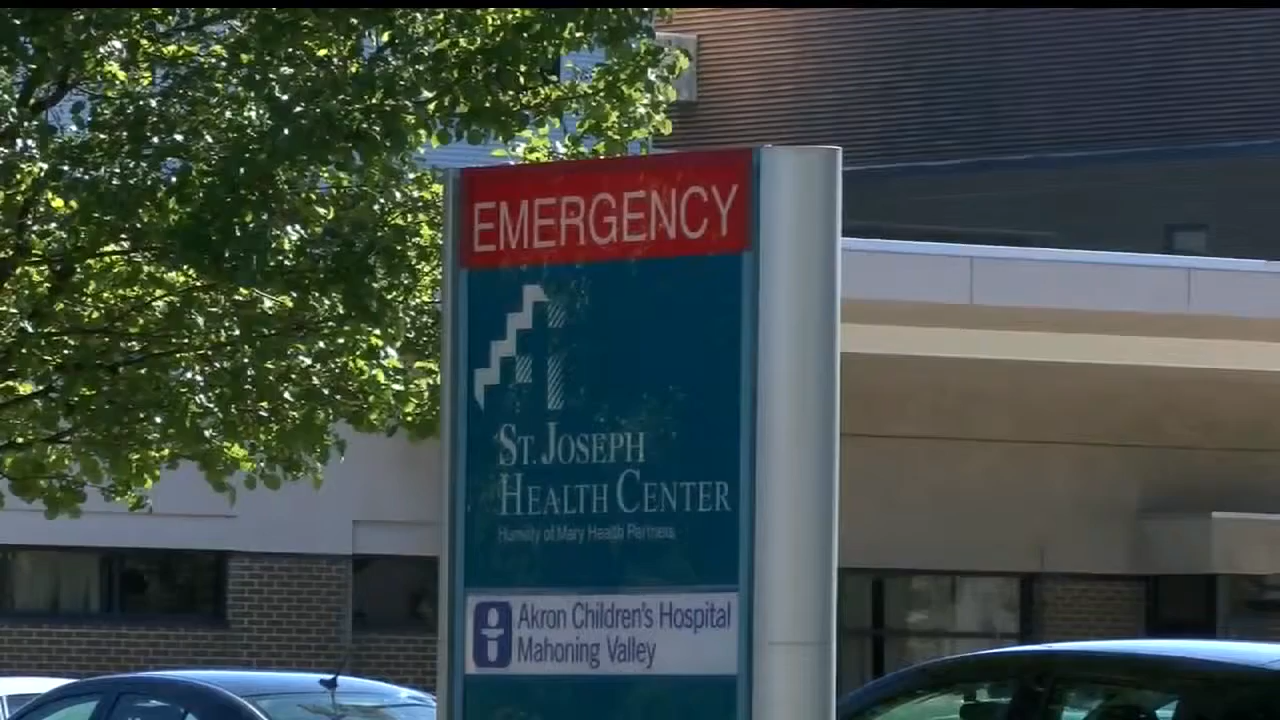 EMERGENCY
ST. JOSEPH
HEALTH CENTER
Humility of Mary Health Partners
Akron Children's Hospital
Mahoning Valley